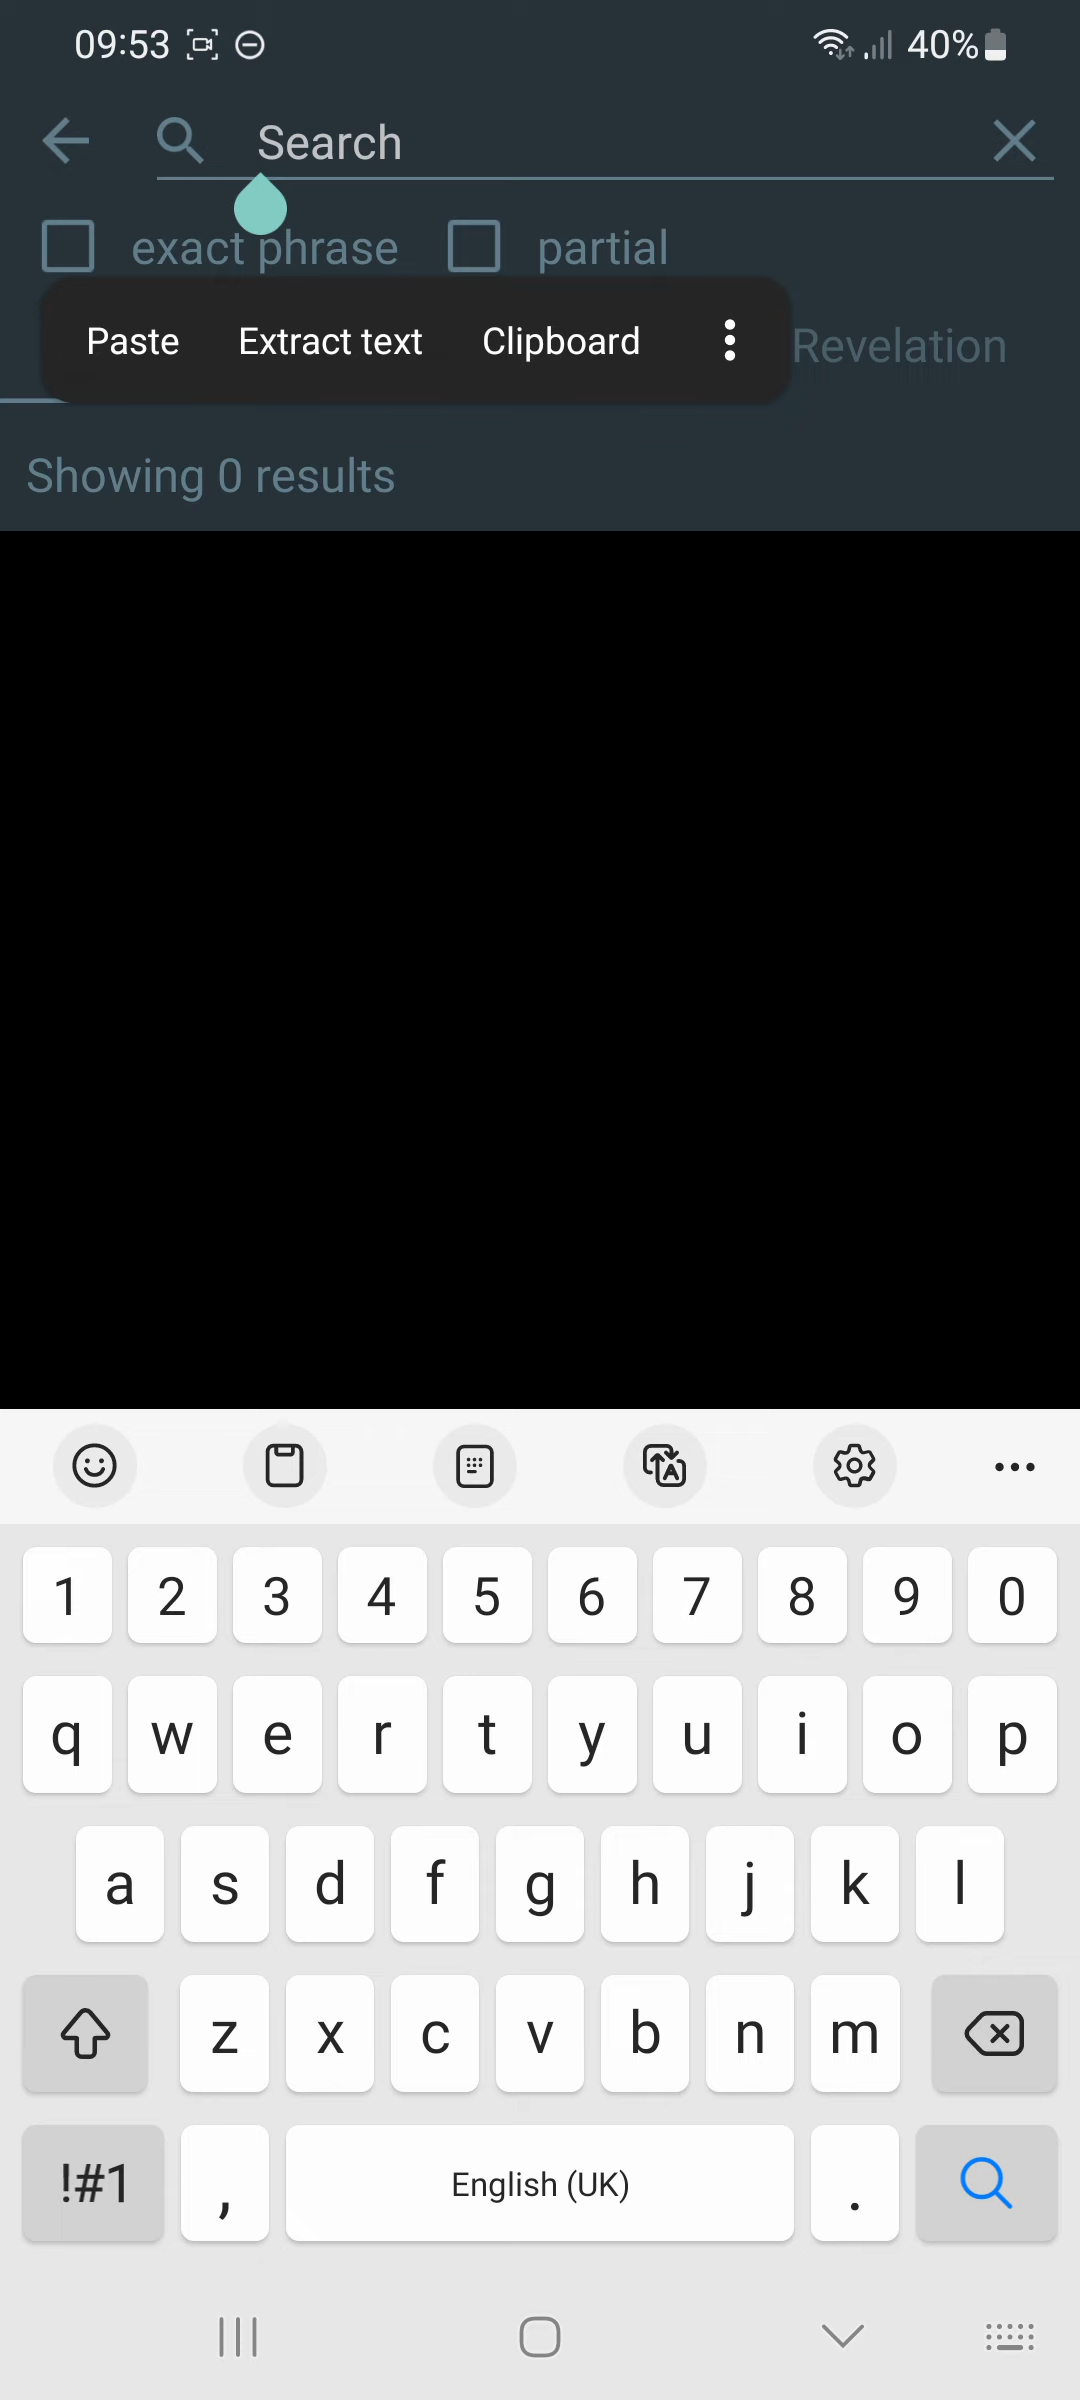 09:53 40%
Search
exact phrase partial
Paste Extract text Clipboard Revelation
Showing 0 results
1 2 3 4 5 6 7 8 9 0
q w e r t y u i o p
a s d f g h j k l
z x c v b n m
!#1 , English (UK) .